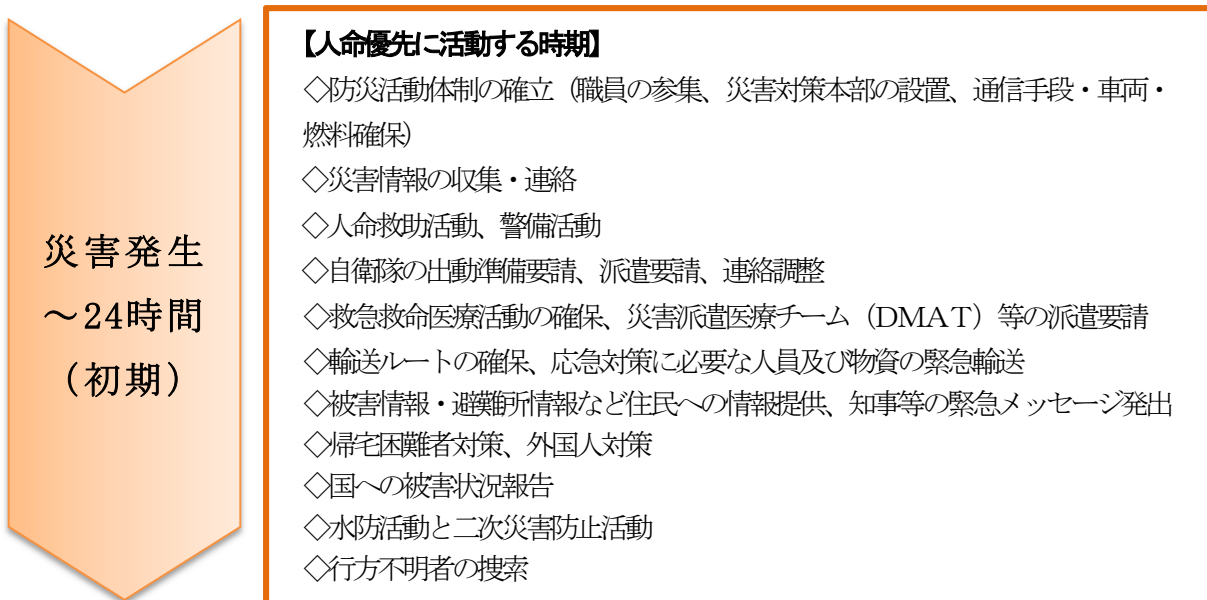 災害発生
～24時間
（初期）
【人命優先に活動する時期】
◇防災活動体制の確立（職員の参集、災害対策本部の設置、通信手段・車両・
燃料確保）
◇災害情報の収集・連絡
◇人命救助活動、警備活動
◇自衛隊の出動準備要請、派遣要請、連絡調整
◇救急救命医療活動の確保、災害派遣医療チーム（DMAT）等の派遣要請
◇輸送ルートの確保、応急対策に必要な人員及び物資の緊急輸送
◇被害情報・避難所情報など住民への情報提供、知事等の緊急メッセージ発出
◇帰宅困難者対策、外国人対策
◇国への被害状況報告
◇水防活動と二次災害防止活動
◇行方不明者の捜索